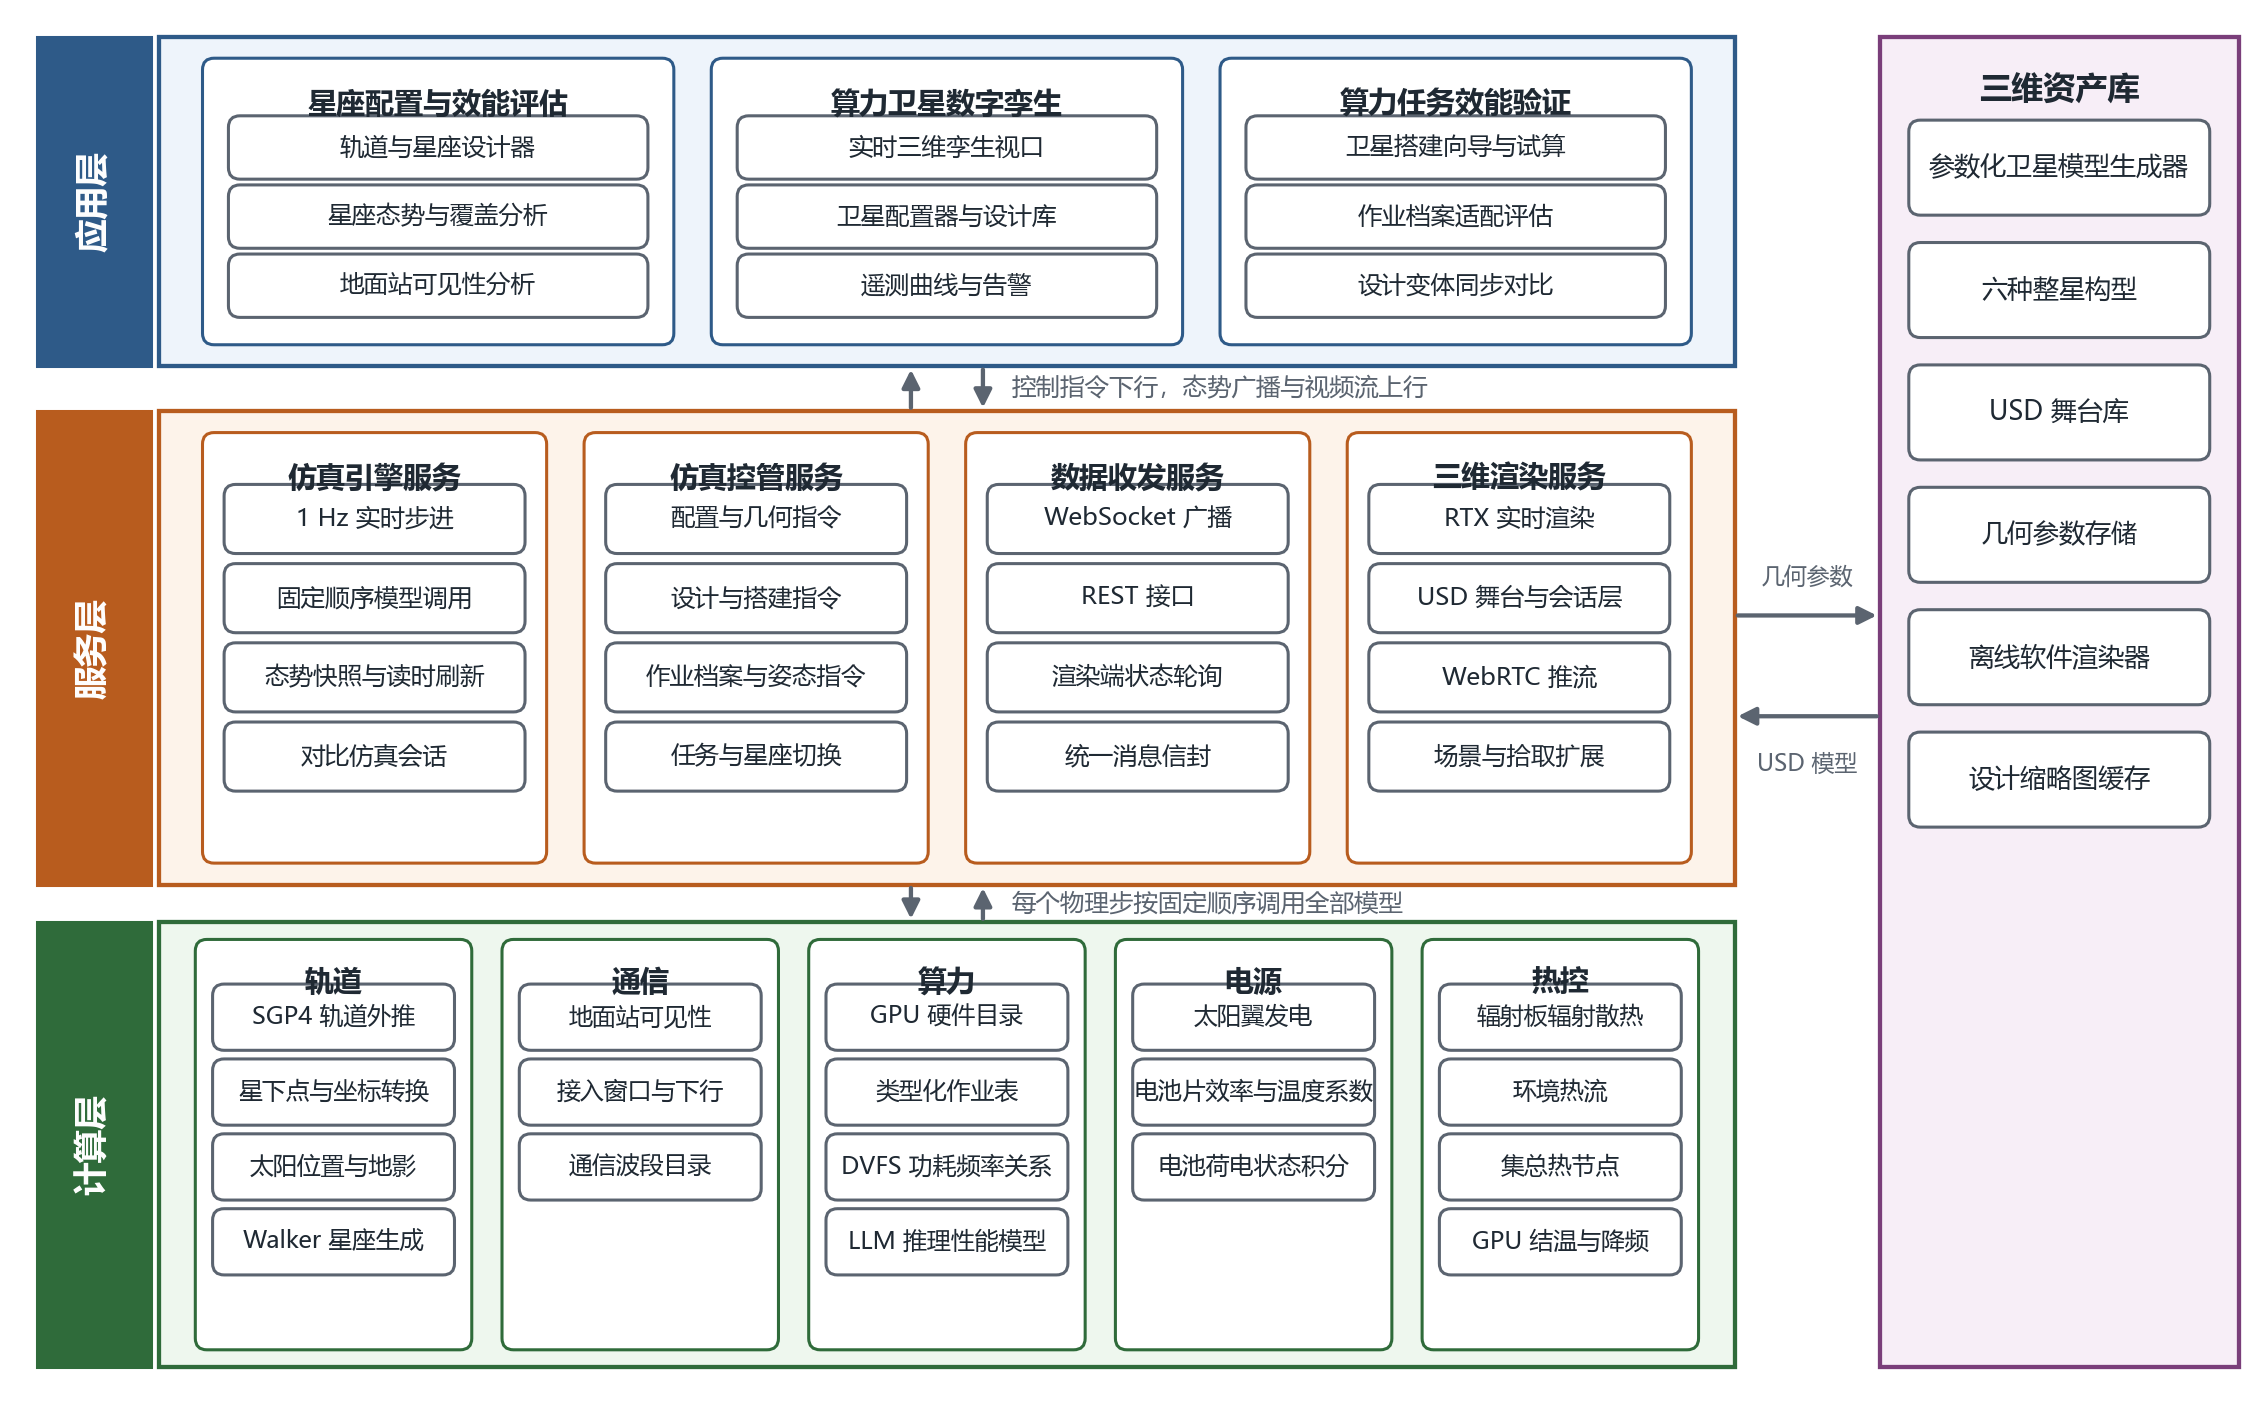 应用层
星座配置与效能评估
轨道与星座设计器
星座态势与覆盖分析
地面站可见性分析
算力卫星数字孪生
实时三维孪生视口
卫星配置器与设计库
遥测曲线与告警
算力任务效能验证
卫星搭建向导与试算
作业档案适配评估
设计变体同步对比
控制指令下行，态势广播与视频流上行
服务层
仿真引擎服务
1 Hz 实时步进
固定顺序模型调用
态势快照与读时刷新
对比仿真会话
仿真控管服务
配置与几何指令
设计与搭建指令
作业档案与姿态指令
任务与星座切换
数据收发服务
WebSocket 广播
REST 接口
渲染端状态轮询
统一消息信封
三维渲染服务
RTX 实时渲染
USD 舞台与会话层
WebRTC 推流
场景与拾取扩展
每个物理步按固定顺序调用全部模型
计算层
轨道
SGP4 轨道外推
星下点与坐标转换
太阳位置与地影
Walker 星座生成
通信
地面站可见性
接入窗口与下行
通信波段目录
算力
GPU 硬件目录
类型化作业表
DVFS 功耗频率关系
LLM 推理性能模型
电源
太阳翼发电
电池片效率与温度系数
电池荷电状态积分
热控
辐射板辐射散热
环境热流
集总热节点
GPU 结温与降频
几何参数
USD 模型
三维资产库
参数化卫星模型生成器
六种整星构型
USD 舞台库
几何参数存储
离线软件渲染器
设计缩略图缓存